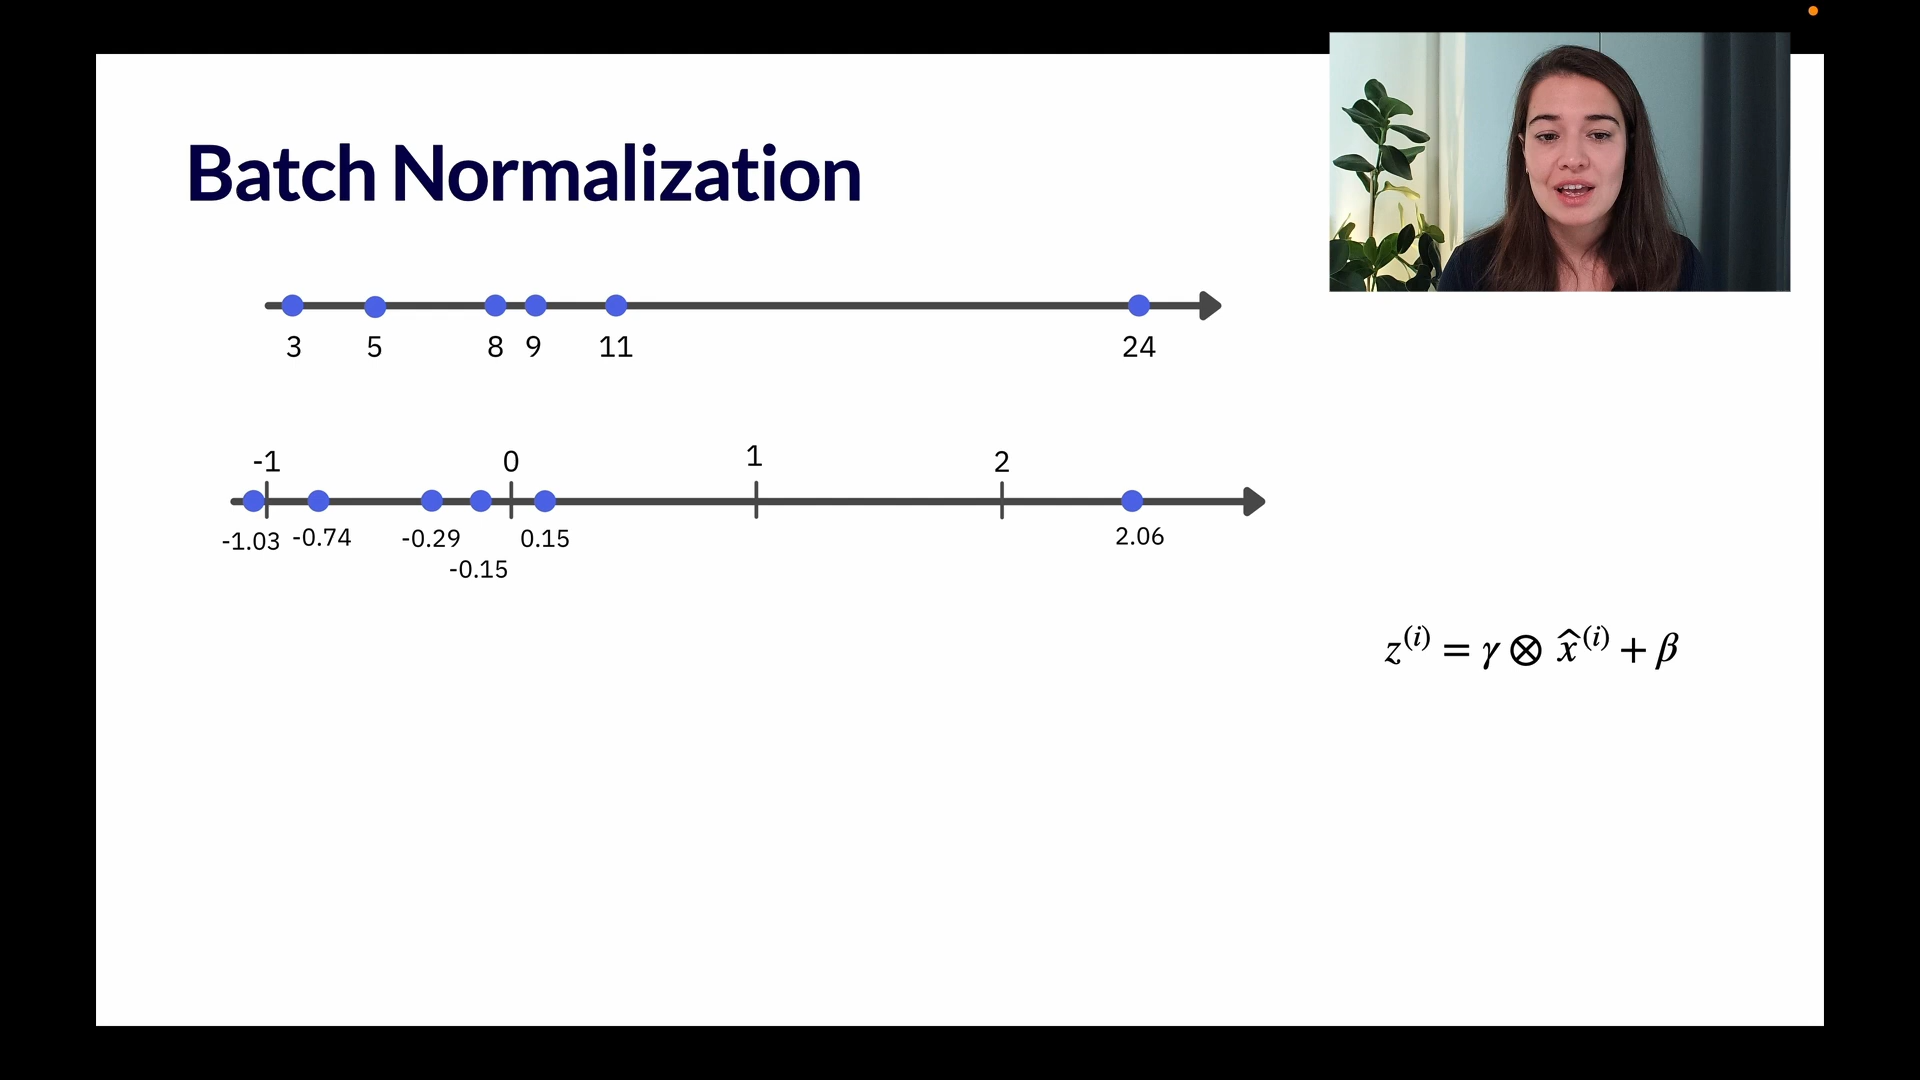 Batch Normalization
3 5 8 9 11 24
-1 0 1 2
-1.03 -0.74 -0.29 0.15 2.06
-0.15
z⁽ⁱ⁾ = γ ⊗ x̂⁽ⁱ⁾ + β